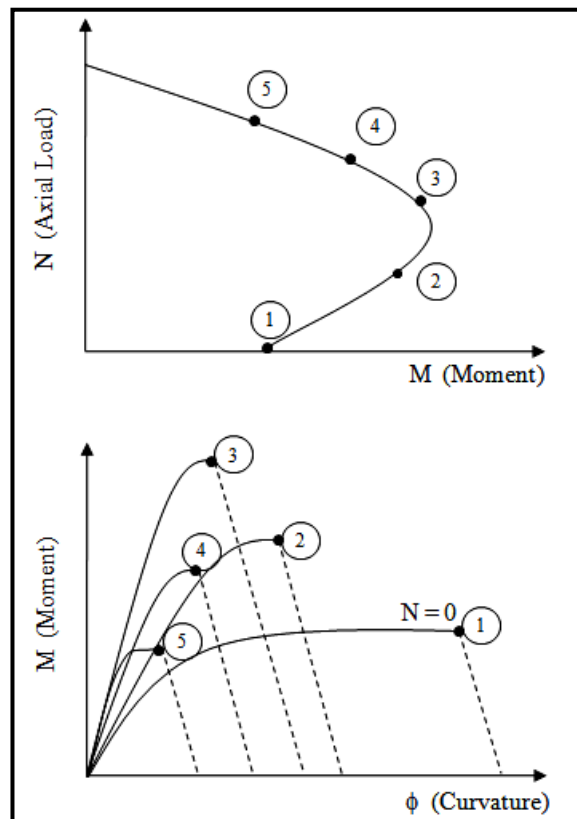 5
4
3
2
1
N (Axial Load)
M (Moment)
3
2
4
5
N = 0
1
M (Moment)
ϕ (Curvature)